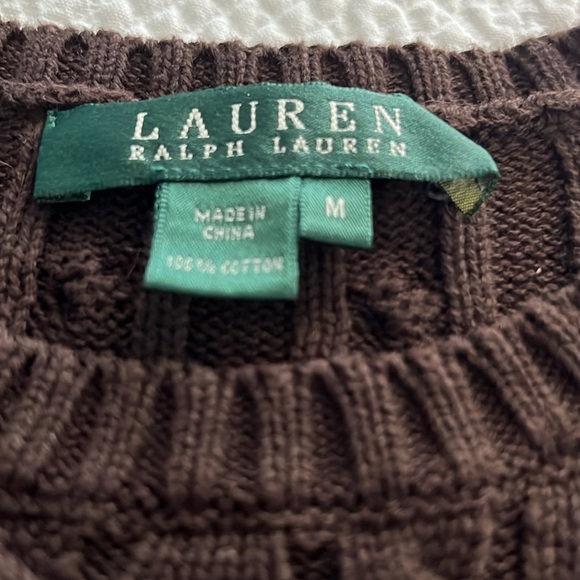 LAUREN
RALPH LAUREN
M
MADE IN
CHINA
100% COTTON